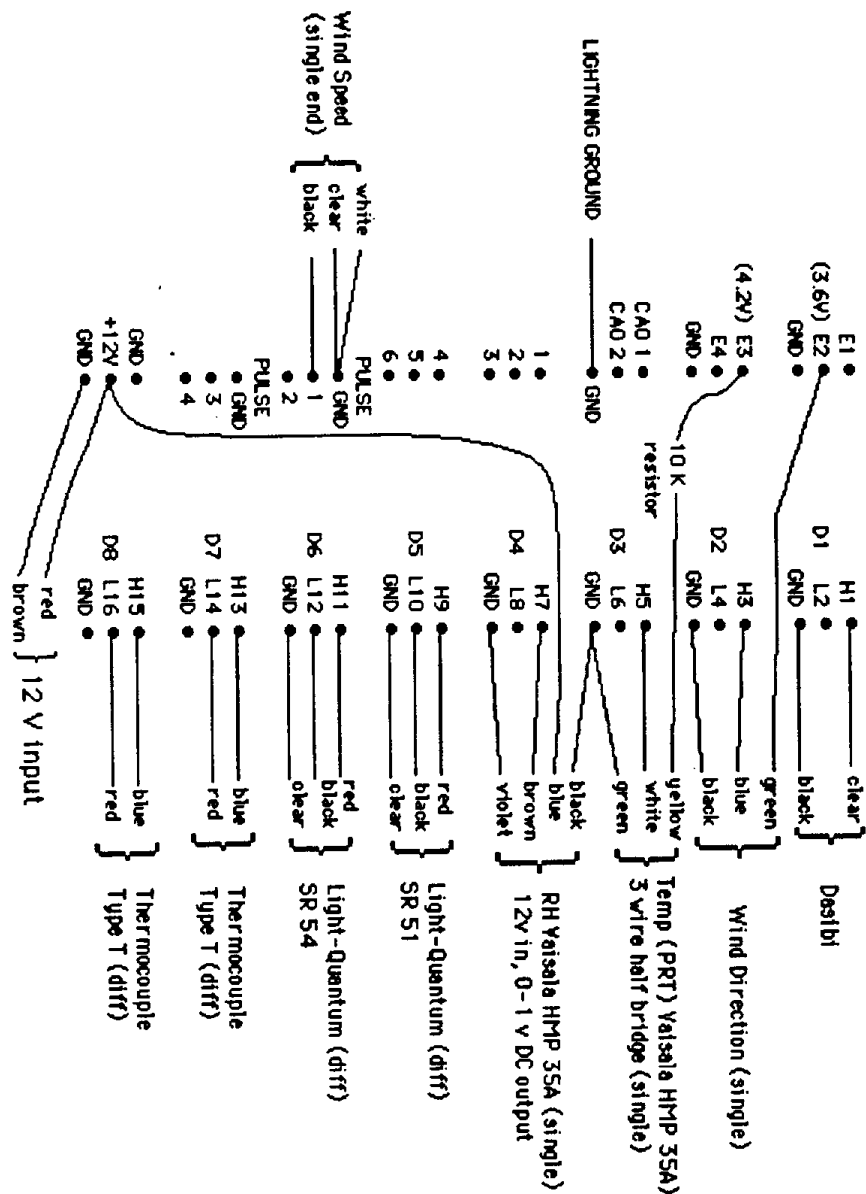 E1
(3.6V) E2
GND
(4.2V) E3
E4
GND
CAO 1
CAO 2
GND
LIGHTNING GROUND
1
2
3
4
5
6
PULSE
GND
1
2
Wind Speed
(single end)
white
clear
black
PULSE
GND
3
4
GND
+12V
GND
10 K
resistor
D1
H1
L2
GND
D2
H3
L4
GND
D3
H5
L6
GND
D4
H7
L8
GND
D5
H9
L10
GND
D6
H11
L12
GND
D7
H13
L14
GND
D8
H15
L16
GND
red
brown
12 V input
clear
black
Dasibi
green
blue
black
Wind Direction (single)
yellow
white
green
Temp (PRT) Vaisala HMP 35A)
3 wire half bridge (single)
black
blue
brown
violet
RH Vaisala HMP 35A (single)
12v in, 0-1 v DC output
red
black
clear
Light-Quantum (diff)
SR 51
red
black
clear
Light-Quantum (diff)
SR 54
blue
red
Thermocouple
Type T (diff)
blue
red
Thermocouple
Type T (diff)